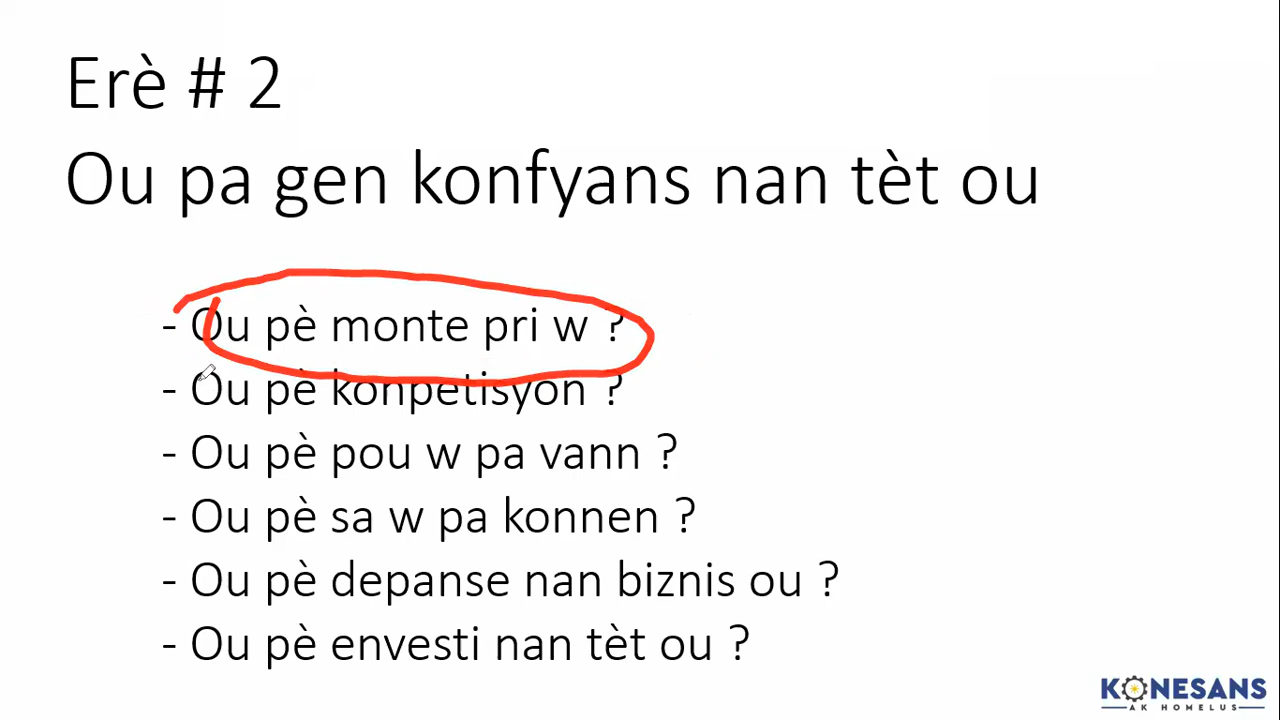 Erè # 2
Ou pa gen konfyans nan tèt ou
- Ou pè monte pri w ?
- Ou pè konpetisyon ?
- Ou pè pou w pa vann ?
- Ou pè sa w pa konnen ?
- Ou pè depanse nan biznis ou ?
- Ou pè envesti nan tèt ou ?
KONESANS
AK HOMELUS